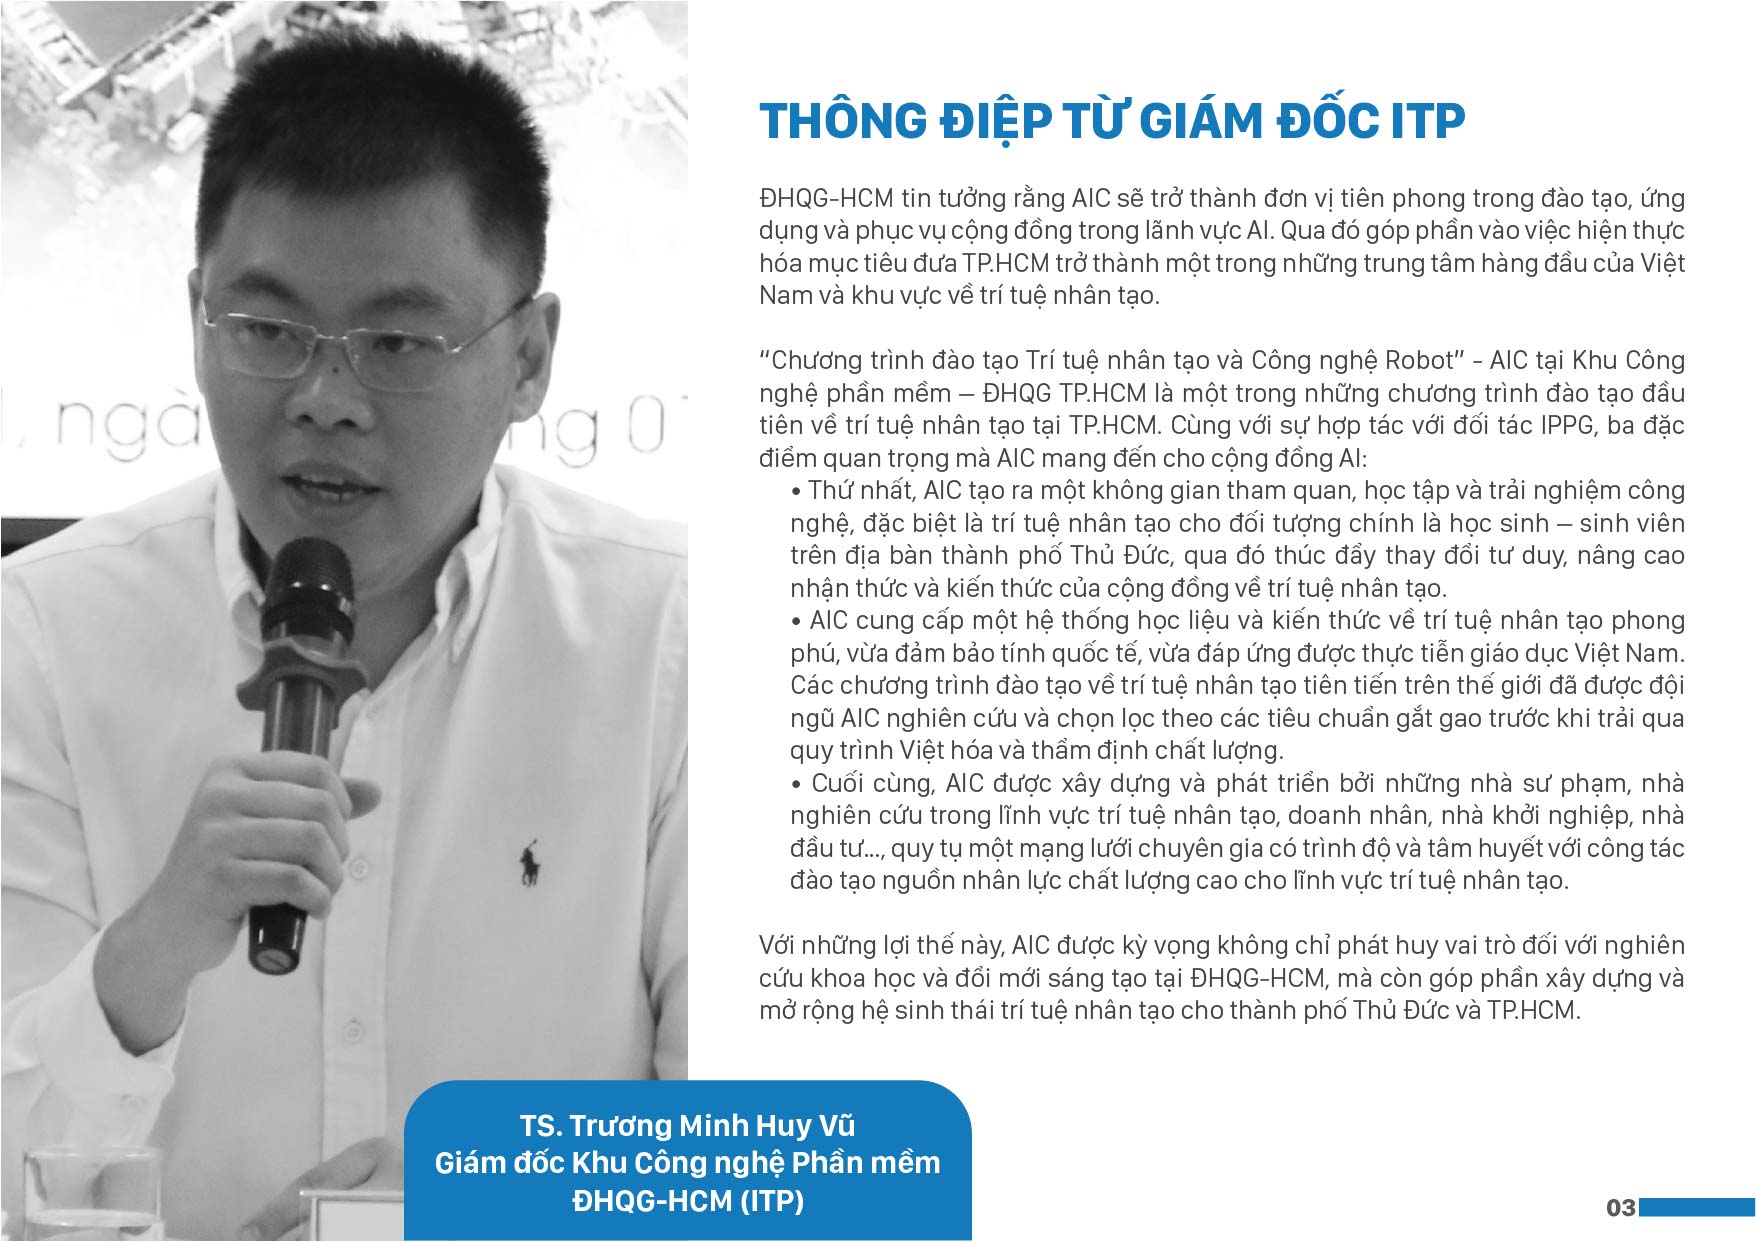 THÔNG ĐIỆP TỪ GIÁM ĐỐC ITP
ĐHQG-HCM tin tưởng rằng AIC sẽ trở thành đơn vị tiên phong trong đào tạo, ứng
dụng và phục vụ cộng đồng trong lãnh vực AI. Qua đó góp phần vào việc hiện thực
hóa mục tiêu đưa TP.HCM trở thành một trong những trung tâm hàng đầu của Việt
Nam và khu vực về trí tuệ nhân tạo.
“Chương trình đào tạo Trí tuệ nhân tạo và Công nghệ Robot” - AIC tại Khu Công
nghệ phần mềm – ĐHQG TP.HCM là một trong những chương trình đào tạo đầu
tiên về trí tuệ nhân tạo tại TP.HCM. Cùng với sự hợp tác với đối tác IPPG, ba đặc
điểm quan trọng mà AIC mang đến cho cộng đồng AI:
• Thứ nhất, AIC tạo ra một không gian tham quan, học tập và trải nghiệm công
nghệ, đặc biệt là trí tuệ nhân tạo cho đối tượng chính là học sinh – sinh viên
trên địa bàn thành phố Thủ Đức, qua đó thúc đẩy thay đổi tư duy, nâng cao
nhận thức và kiến thức của cộng đồng về trí tuệ nhân tạo.
• AIC cung cấp một hệ thống học liệu và kiến thức về trí tuệ nhân tạo phong
phú, vừa đảm bảo tính quốc tế, vừa đáp ứng được thực tiễn giáo dục Việt Nam.
Các chương trình đào tạo về trí tuệ nhân tạo tiên tiến trên thế giới đã được đội
ngũ AIC nghiên cứu và chọn lọc theo các tiêu chuẩn gắt gao trước khi trải qua
quy trình Việt hóa và thẩm định chất lượng.
• Cuối cùng, AIC được xây dựng và phát triển bởi những nhà sư phạm, nhà
nghiên cứu trong lĩnh vực trí tuệ nhân tạo, doanh nhân, nhà khởi nghiệp, nhà
đầu tư..., quy tụ một mạng lưới chuyên gia có trình độ và tâm huyết với công tác
đào tạo nguồn nhân lực chất lượng cao cho lĩnh vực trí tuệ nhân tạo.
Với những lợi thế này, AIC được kỳ vọng không chỉ phát huy vai trò đối với nghiên
cứu khoa học và đổi mới sáng tạo tại ĐHQG-HCM, mà còn góp phần xây dựng và
mở rộng hệ sinh thái trí tuệ nhân tạo cho thành phố Thủ Đức và TP.HCM.
TS. Trương Minh Huy Vũ
Giám đốc Khu Công nghệ Phần mềm
ĐHQG-HCM (ITP)
03